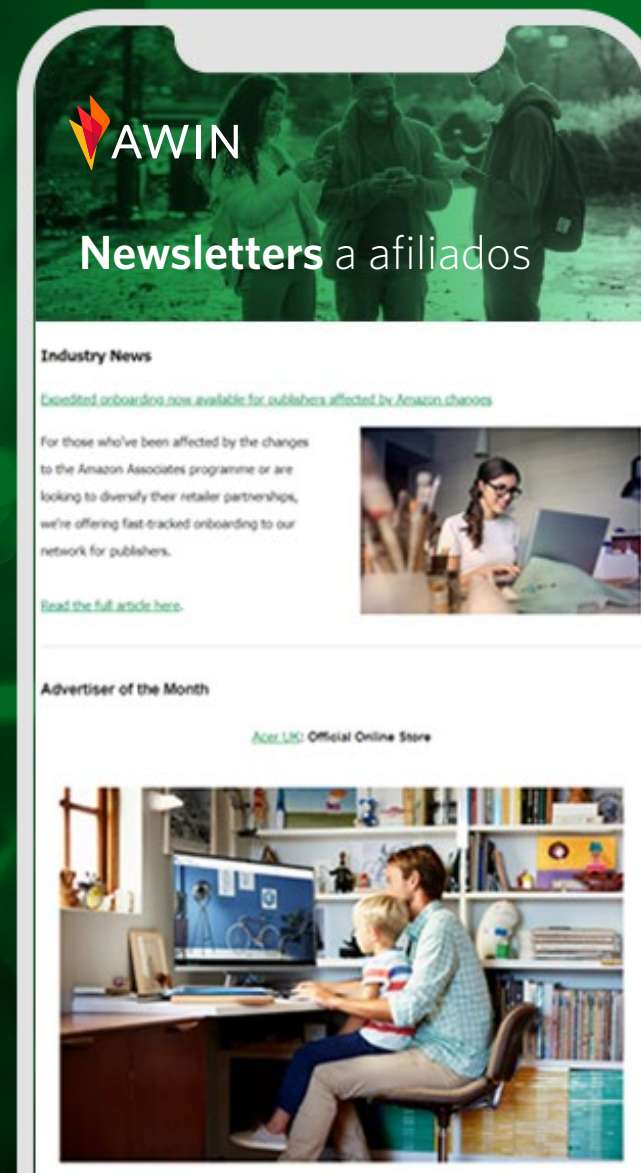 AWIN
Newsletters a afiliados
Industry News
Expedited onboarding now available for publishers affected by Amazon changes
For those who've been affected by the changes
to the Amazon Associates programme or are
looking to diversify their retailer partnerships,
we're offering fast-tracked onboarding to our
network for publishers.
Read the full article here.
Advertiser of the Month
Acer UK: Official Online Store